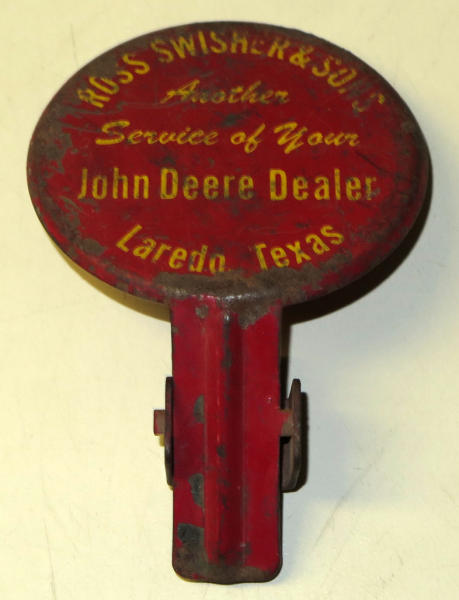 ROSS SWISHER & SONS
Another
Service of Your
John Deere Dealer
Laredo, Texas